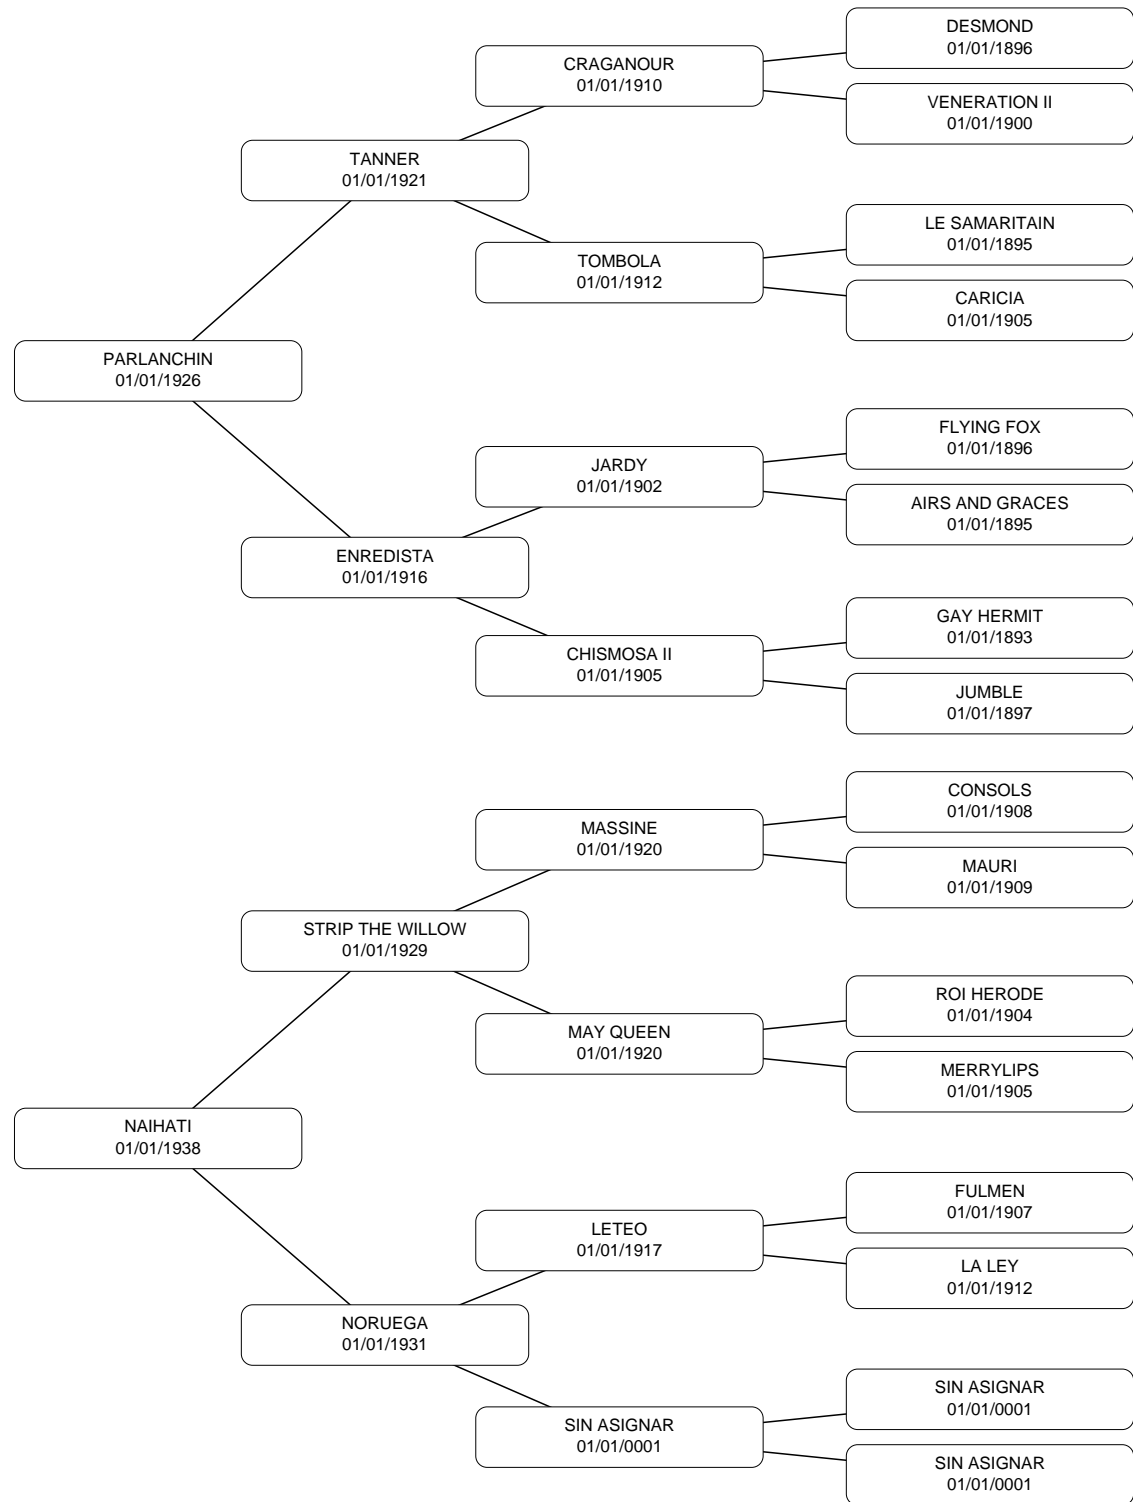 DESMOND
01/01/1896
CRAGANOUR
01/01/1910
VENERATION II
01/01/1900
TANNER
01/01/1921
LE SAMARITAIN
01/01/1895
TOMBOLA
01/01/1912
CARICIA
01/01/1905
PARLANCHIN
01/01/1926
FLYING FOX
01/01/1896
JARDY
01/01/1902
AIRS AND GRACES
01/01/1895
ENREDISTA
01/01/1916
GAY HERMIT
01/01/1893
CHISMOSA II
01/01/1905
JUMBLE
01/01/1897
CONSOLS
01/01/1908
MASSINE
01/01/1920
MAURI
01/01/1909
STRIP THE WILLOW
01/01/1929
ROI HERODE
01/01/1904
MAY QUEEN
01/01/1920
MERRYLIPS
01/01/1905
NAIHATI
01/01/1938
FULMEN
01/01/1907
LETEO
01/01/1917
LA LEY
01/01/1912
NORUEGA
01/01/1931
SIN ASIGNAR
01/01/0001
SIN ASIGNAR
01/01/0001
SIN ASIGNAR
01/01/0001